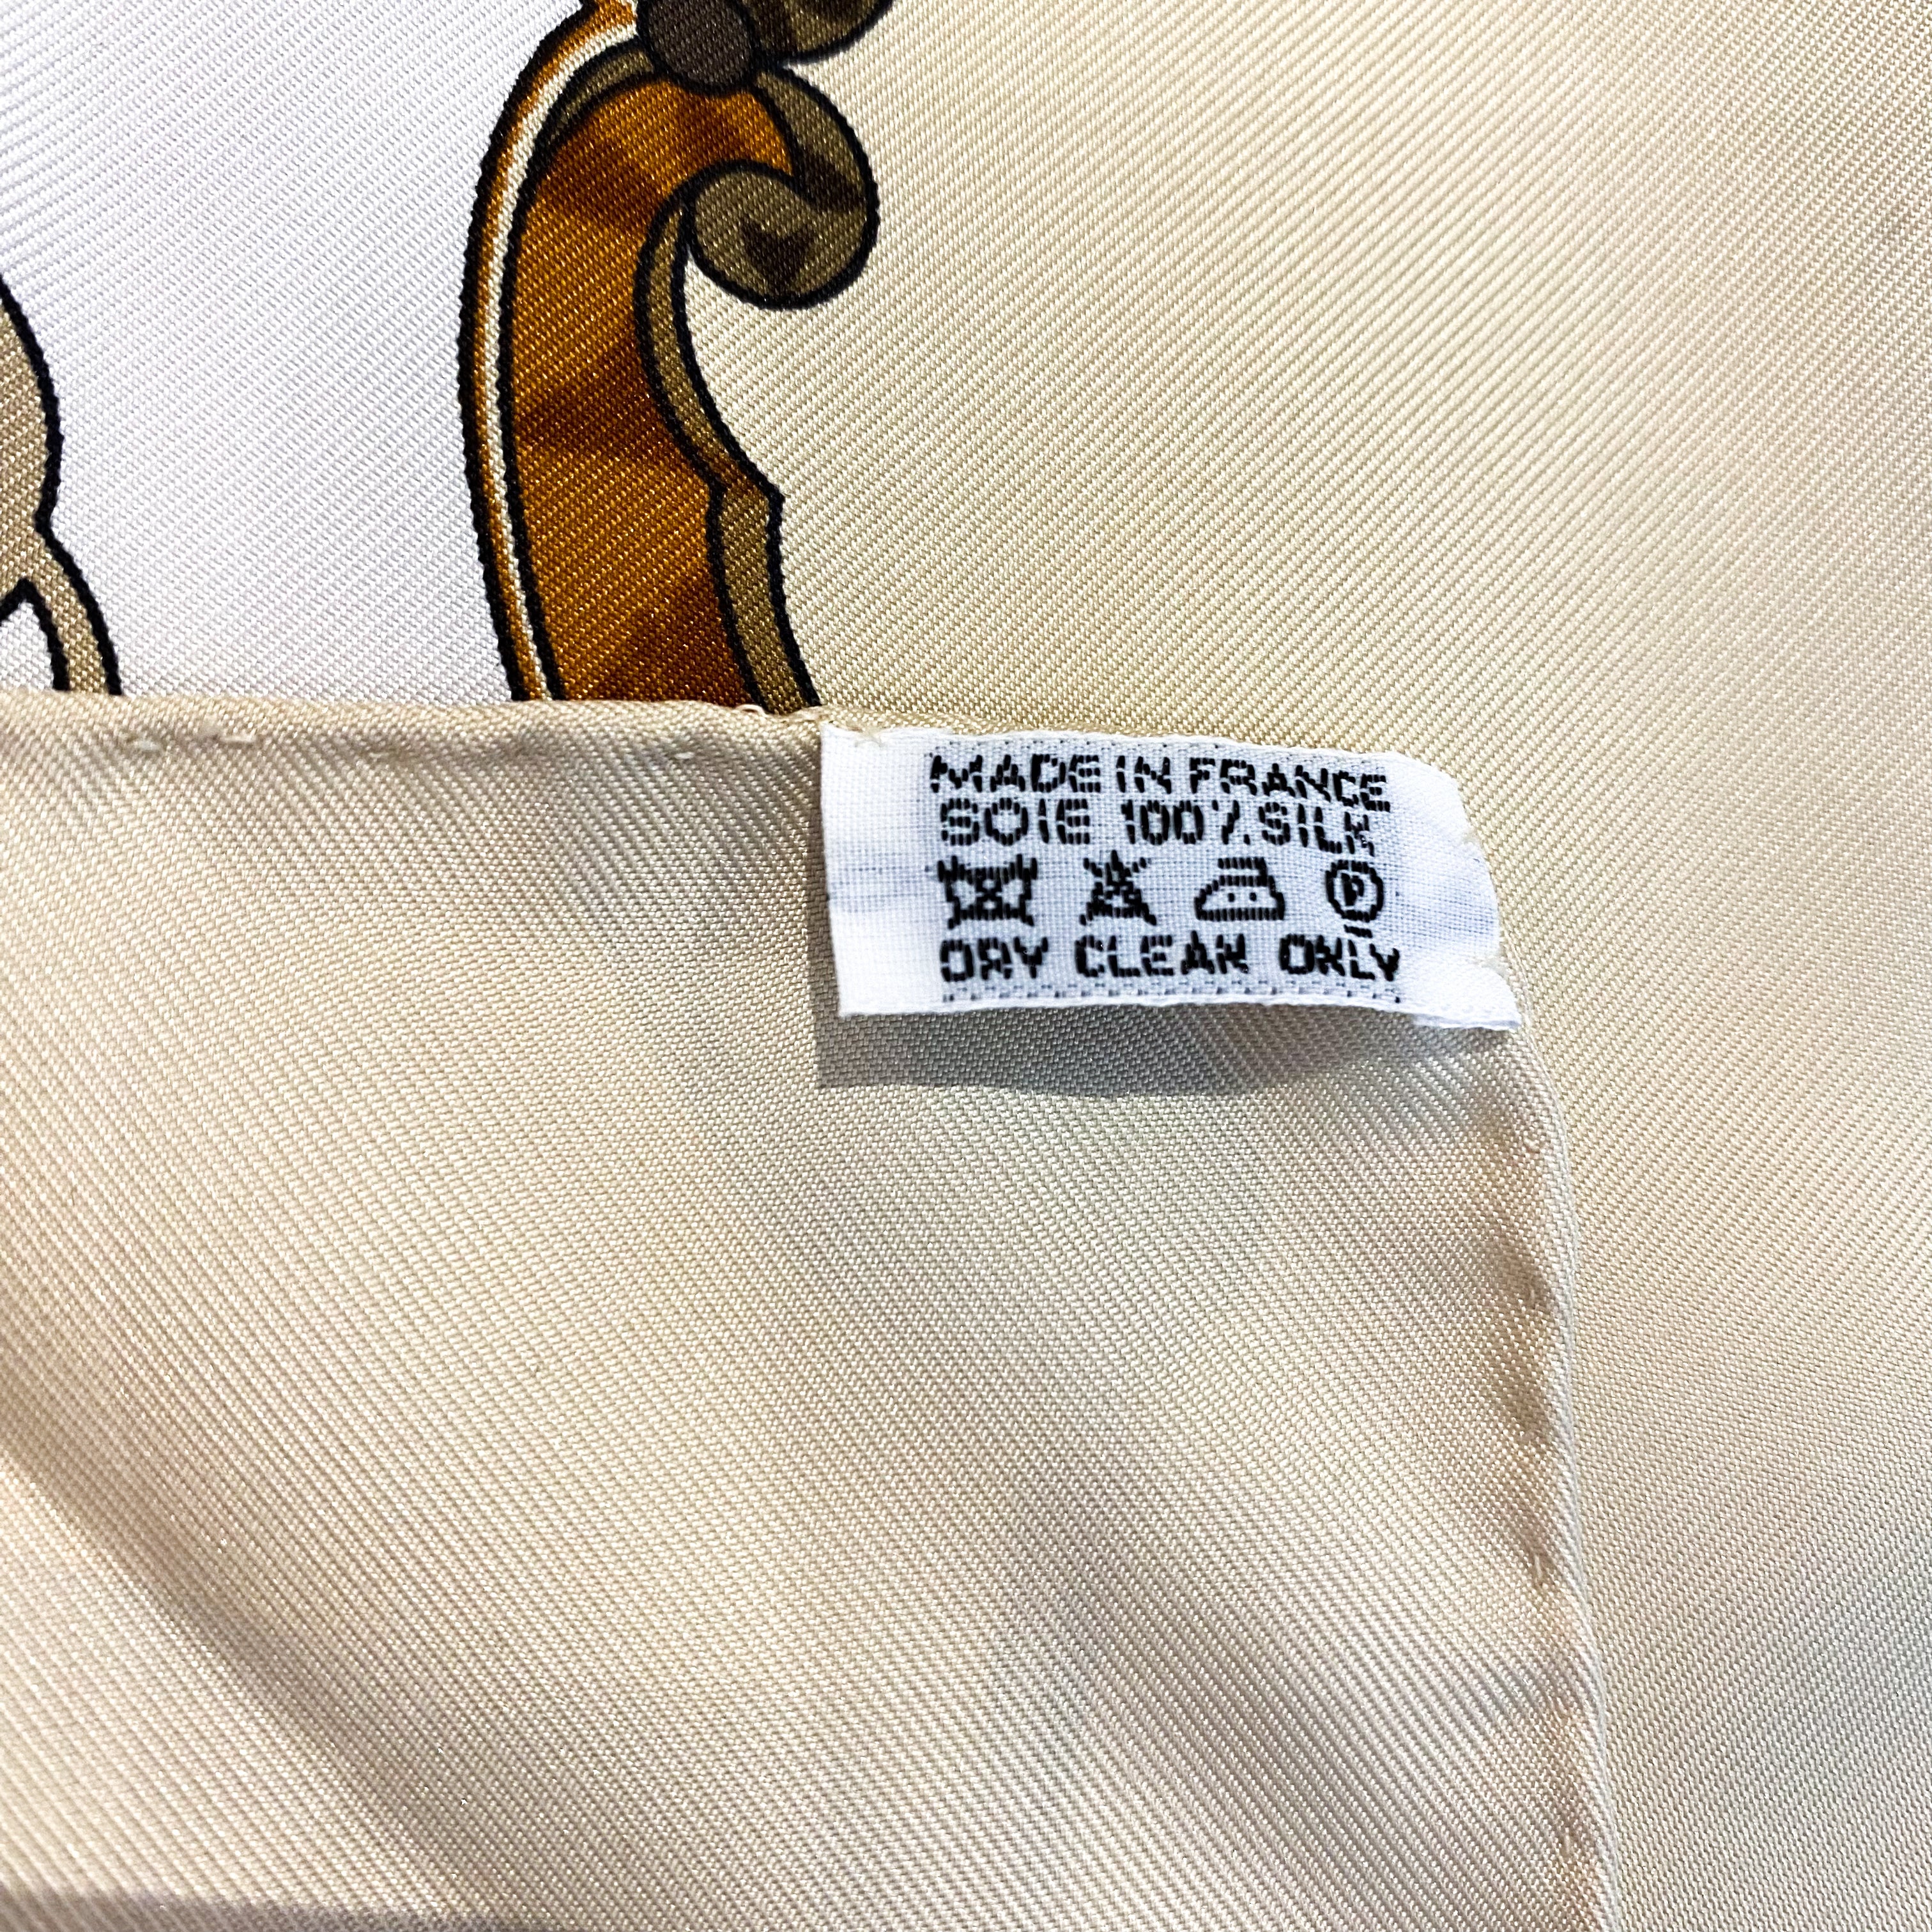 MADE IN FRANCE
SOIE 100% SILK
P
DRY CLEAN ONLY